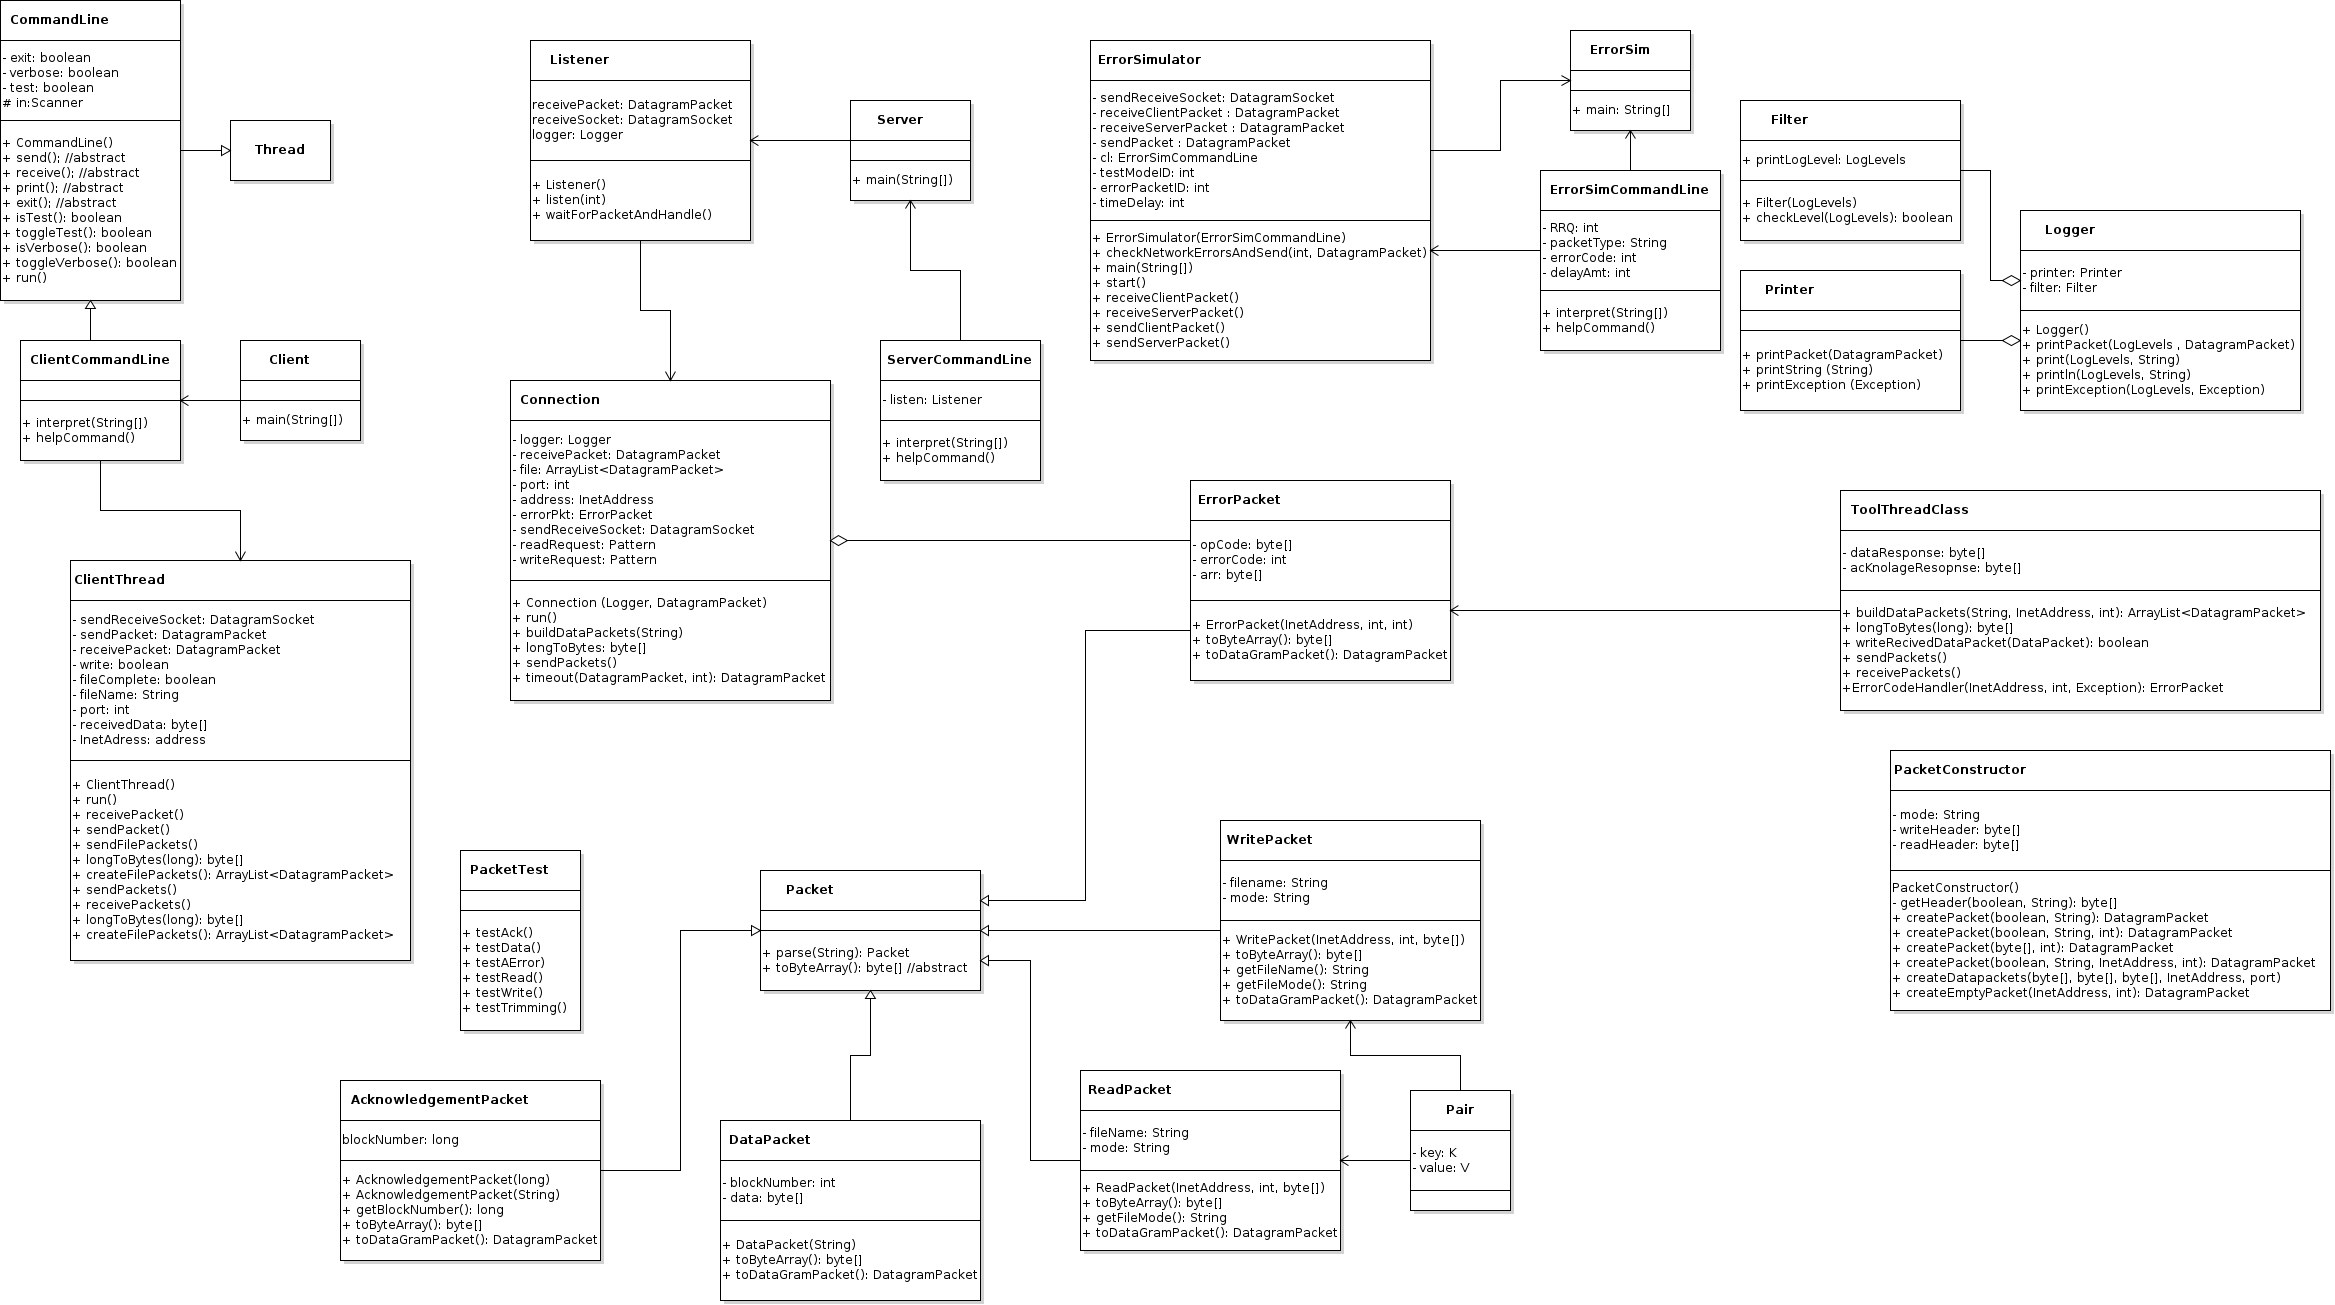 CommandLine
- exit: boolean
- verbose: boolean
- test: boolean
# in:Scanner
+ CommandLine()
+ send(); //abstract
+ receive(); //abstract
+ print(); //abstract
+ exit(); //abstract
+ isTest(): boolean
+ toggleTest(): boolean
+ isVerbose(): boolean
+ toggleVerbose(): boolean
+ run()
Thread
ClientCommandLine
+ interpret(String[])
+ helpCommand()
Client
+ main(String[])
ClientThread
- sendReceiveSocket: DatagramSocket
- sendPacket: DatagramPacket
- receivePacket: DatagramPacket
- write: boolean
- fileComplete: boolean
- fileName: String
- port: int
- receivedData: byte[]
- InetAdress: address
+ ClientThread()
+ run()
+ receivePacket()
+ sendPacket()
+ sendFilePackets()
+ longToBytes(long): byte[]
+ createFilePackets(): ArrayList<DatagramPacket>
+ sendPackets()
+ receivePackets()
+ longToBytes(long): byte[]
+ createFilePackets(): ArrayList<DatagramPacket>
Listener
receivePacket: DatagramPacket
receiveSocket: DatagramSocket
logger: Logger
+ Listener()
+ listen(int)
+ waitForPacketAndHandle()
Server
+ main(String[])
ServerCommandLine
- listen: Listener
+ interpret(String[])
+ helpCommand()
Connection
- logger: Logger
- receivePacket: DatagramPacket
- file: ArrayList<DatagramPacket>
- port: int
- address: InetAddress
- errorPkt: ErrorPacket
- sendReceiveSocket: DatagramSocket
- readRequest: Pattern
- writeRequest: Pattern
+ Connection (Logger, DatagramPacket)
+ run()
+ buildDataPackets(String)
+ longToBytes: byte[]
+ sendPackets()
+ timeout(DatagramPacket, int): DatagramPacket
ErrorSimulator
- sendReceiveSocket: DatagramSocket
- receiveClientPacket : DatagramPacket
- receiveServerPacket : DatagramPacket
- sendPacket : DatagramPacket
- cl: ErrorSimCommandLine
- testModeID: int
- errorPacketID: int
- timeDelay: int
+ ErrorSimulator(ErrorSimCommandLine)
+ checkNetworkErrorsAndSend(int, DatagramPacket)
+ main(String[])
+ start()
+ receiveClientPacket()
+ receiveServerPacket()
+ sendClientPacket()
+ sendServerPacket()
ErrorSim
+ main: String[]
ErrorSimCommandLine
- RRQ: int
- packetType: String
- errorCode: int
- delayAmt: int
+ interpret(String[])
+ helpCommand()
Filter
+ printLogLevel: LogLevels
+ Filter(LogLevels)
+ checkLevel(LogLevels): boolean
Printer
+ printPacket(DatagramPacket)
+ printString (String)
+ printException (Exception)
Logger
- printer: Printer
- filter: Filter
+ Logger()
+ printPacket(LogLevels , DatagramPacket)
+ print(LogLevels, String)
+ println(LogLevels, String)
+ printException(LogLevels, Exception)
ErrorPacket
- opCode: byte[]
- errorCode: int
- arr: byte[]
+ ErrorPacket(InetAddress, int, int)
+ toByteArray(): byte[]
+ toDataGramPacket(): DatagramPacket
ToolThreadClass
- dataResponse: byte[]
- acKnolageResopnse: byte[]
+ buildDataPackets(String, InetAddress, int): ArrayList<DatagramPacket>
+ longToBytes(long): byte[]
+ writeRecivedDataPacket(DataPacket): boolean
+ sendPackets()
+ receivePackets()
+ErrorCodeHandler(InetAddress, int, Exception): ErrorPacket
PacketConstructor
- mode: String
- writeHeader: byte[]
- readHeader: byte[]
PacketConstructor()
- getHeader(boolean, String): byte[]
+ createPacket(boolean, String): DatagramPacket
+ createPacket(boolean, String, int): DatagramPacket
+ createPacket(byte[], int): DatagramPacket
+ createPacket(boolean, String, InetAddress, int): DatagramPacket
+ createDatapackets(byte[], byte[], byte[], InetAddress, port)
+ createEmptyPacket(InetAddress, int): DatagramPacket
PacketTest
+ testAck()
+ testData()
+ testAError)
+ testRead()
+ testWrite()
+ testTrimming()
Packet
+ parse(String): Packet
+ toByteArray(): byte[] //abstract
WritePacket
- filename: String
- mode: String
+ WritePacket(InetAddress, int, byte[])
+ toByteArray(): byte[]
+ getFileName(): String
+ getFileMode(): String
+ toDataGramPacket(): DatagramPacket
AcknowledgementPacket
blockNumber: long
+ AcknowledgementPacket(long)
+ AcknowledgementPacket(String)
+ getBlockNumber(): long
+ toByteArray(): byte[]
+ toDataGramPacket(): DatagramPacket
DataPacket
- blockNumber: int
- data: byte[]
+ DataPacket(String)
+ toByteArray(): byte[]
+ toDataGramPacket(): DatagramPacket
ReadPacket
- fileName: String
- mode: String
+ ReadPacket(InetAddress, int, byte[])
+ toByteArray(): byte[]
+ getFileMode(): String
+ toDataGramPacket(): DatagramPacket
Pair
- key: K
- value: V